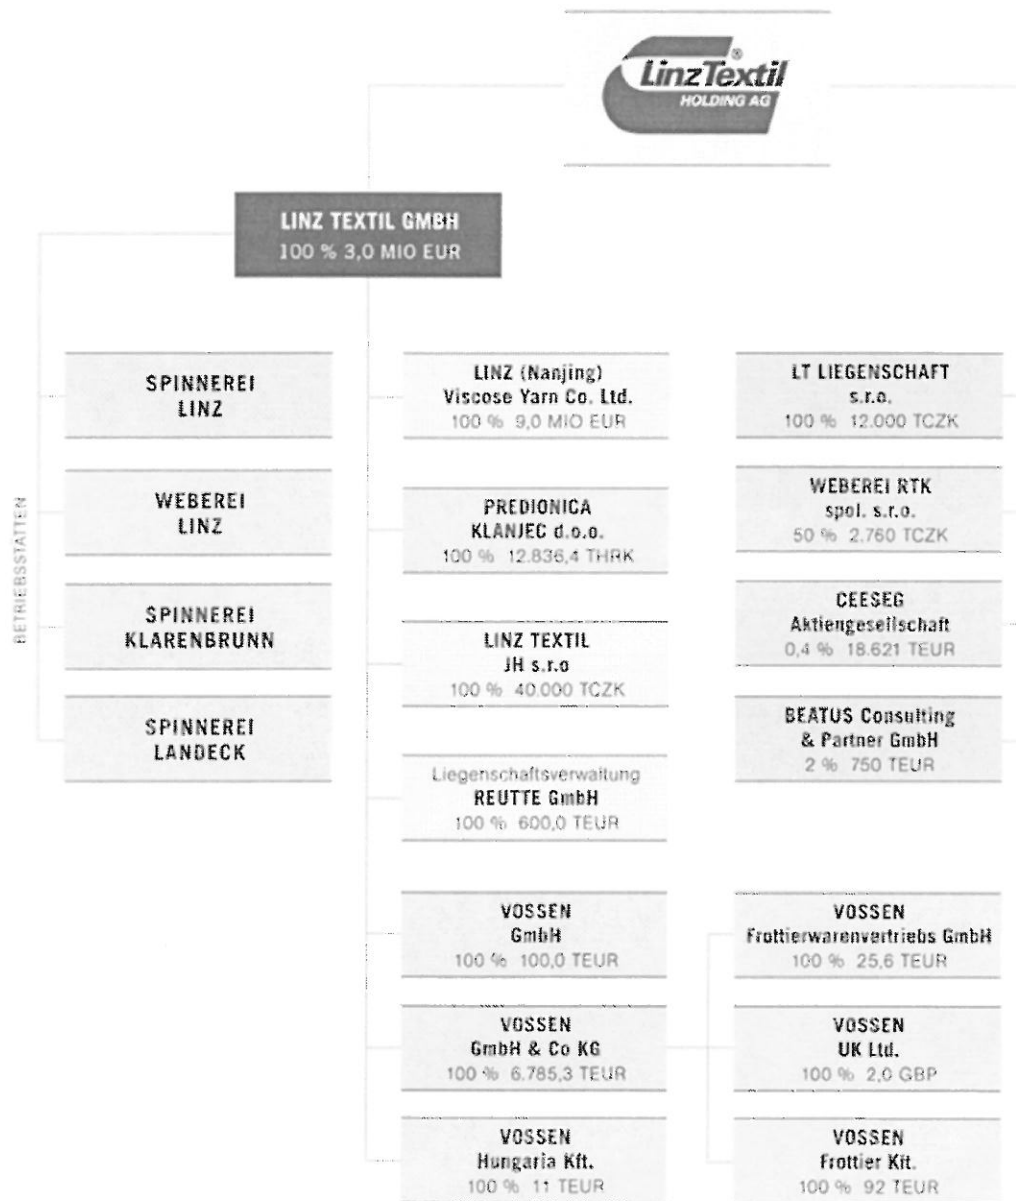 LinzTextil®
HOLDING AG
LINZ TEXTIL GMBH
100 % 3,0 MIO EUR
BETRIEBSSTÄTTEN
SPINNEREI
LINZ
WEBEREI
LINZ
SPINNEREI
KLARENBRUNN
SPINNEREI
LANDECK
LINZ (Nanjing)
Viscose Yarn Co. Ltd.
100 % 9,0 MIO EUR
PREDIONICA
KLANJEC d.o.o.
100 % 12.836,4 THRK
LINZ TEXTIL
JH s.r.o
100 % 40.000 TCZK
Liegenschaftsverwaltung
REUTTE GmbH
100 % 600,0 TEUR
VOSSEN
GmbH
100 % 100,0 TEUR
VOSSEN
GmbH & Co KG
100 % 6.785,3 TEUR
VOSSEN
Hungaria Kft.
100 % 11 TEUR
LT LIEGENSCHAFT
s.r.o.
100 % 12.000 TCZK
WEBEREI RTK
spol. s.r.o.
50 % 2.760 TCZK
CEESEG
Aktiengesellschaft
0,4 % 18.621 TEUR
BEATUS Consulting
& Partner GmbH
2 % 750 TEUR
VOSSEN
Frottierwarenvertriebs GmbH
100 % 25,6 TEUR
VOSSEN
UK Ltd.
100 % 2,0 GBP
VOSSEN
Frottier Kft.
100 % 92 TEUR